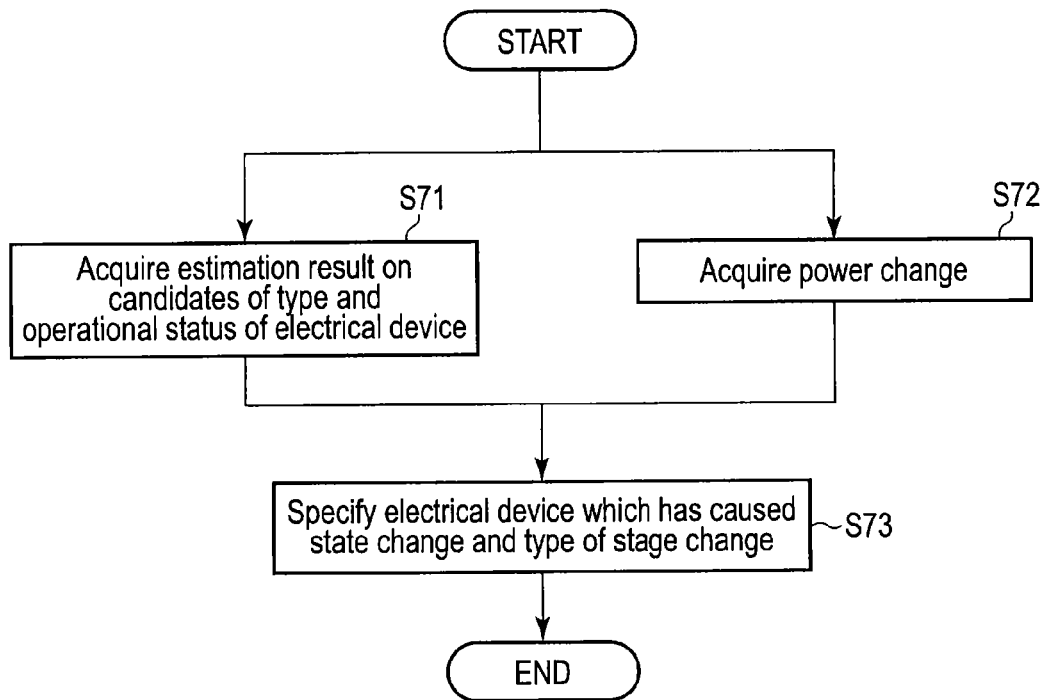 START
S71
S72
Acquire estimation result on
candidates of type and
operational status of electrical device
Acquire power change
Specify electrical device which has caused
state change and type of stage change
S73
END